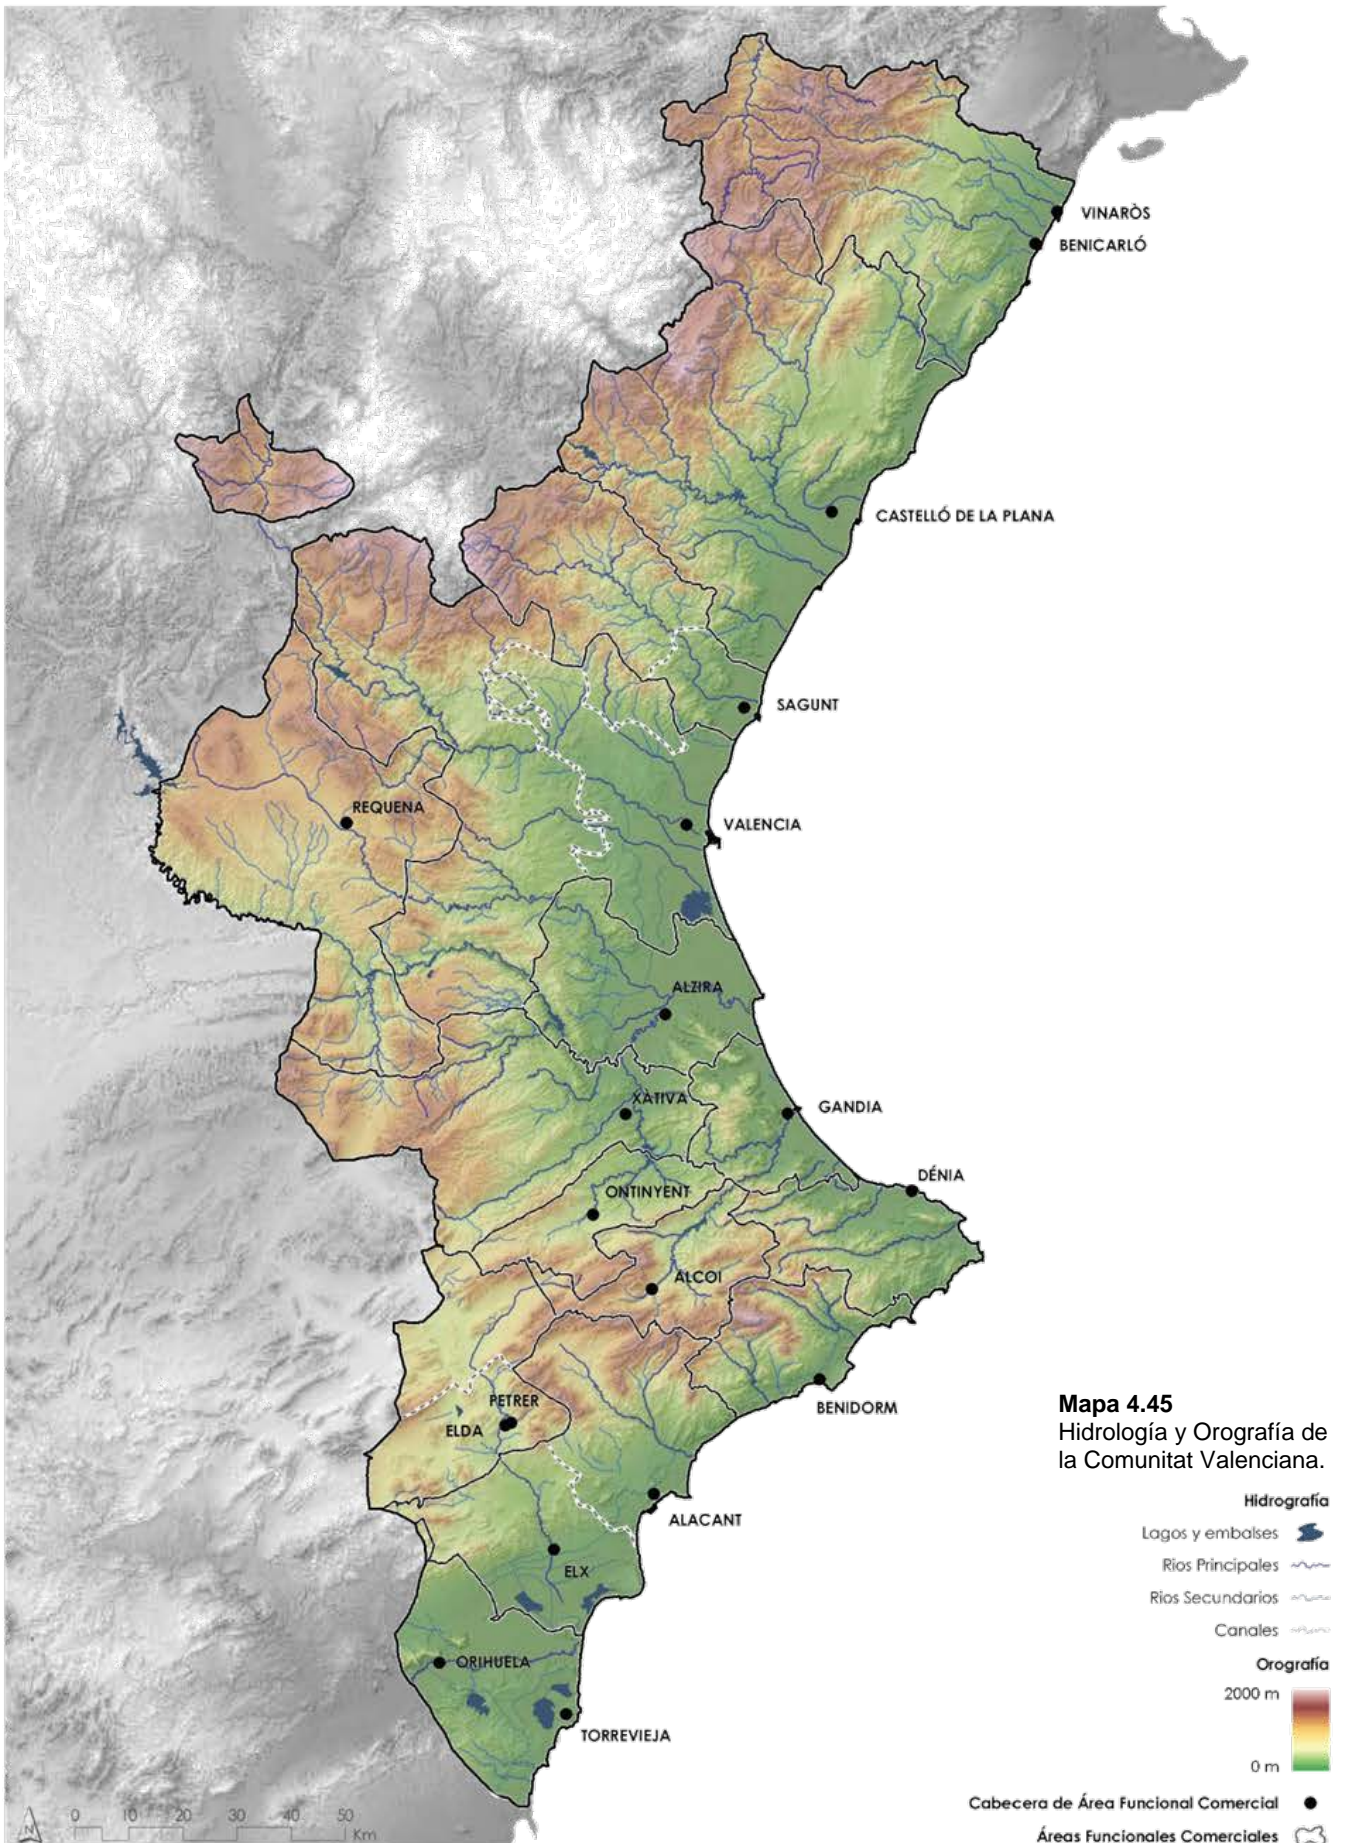 VINARÒS
BENICARLÓ
CASTELLÓ DE LA PLANA
SAGUNT
REQUENA
VALENCIA
ALZIRA
XÀTIVA
GANDIA
DÉNIA
ONTINYENT
ALCOI
PETRER
ELDA
BENIDORM
ALACANT
ELX
ORIHUELA
TORREVIEJA
Mapa 4.45
Hidrología y Orografía de
la Comunitat Valenciana.
Hidrografía
Lagos y embalses
Rios Principales
Rios Secundarios
Canales
Orografía
2000 m
0 m
Cabecera de Área Funcional Comercial
Áreas Funcionales Comerciales
N
0 10 20 30 40 50
Km